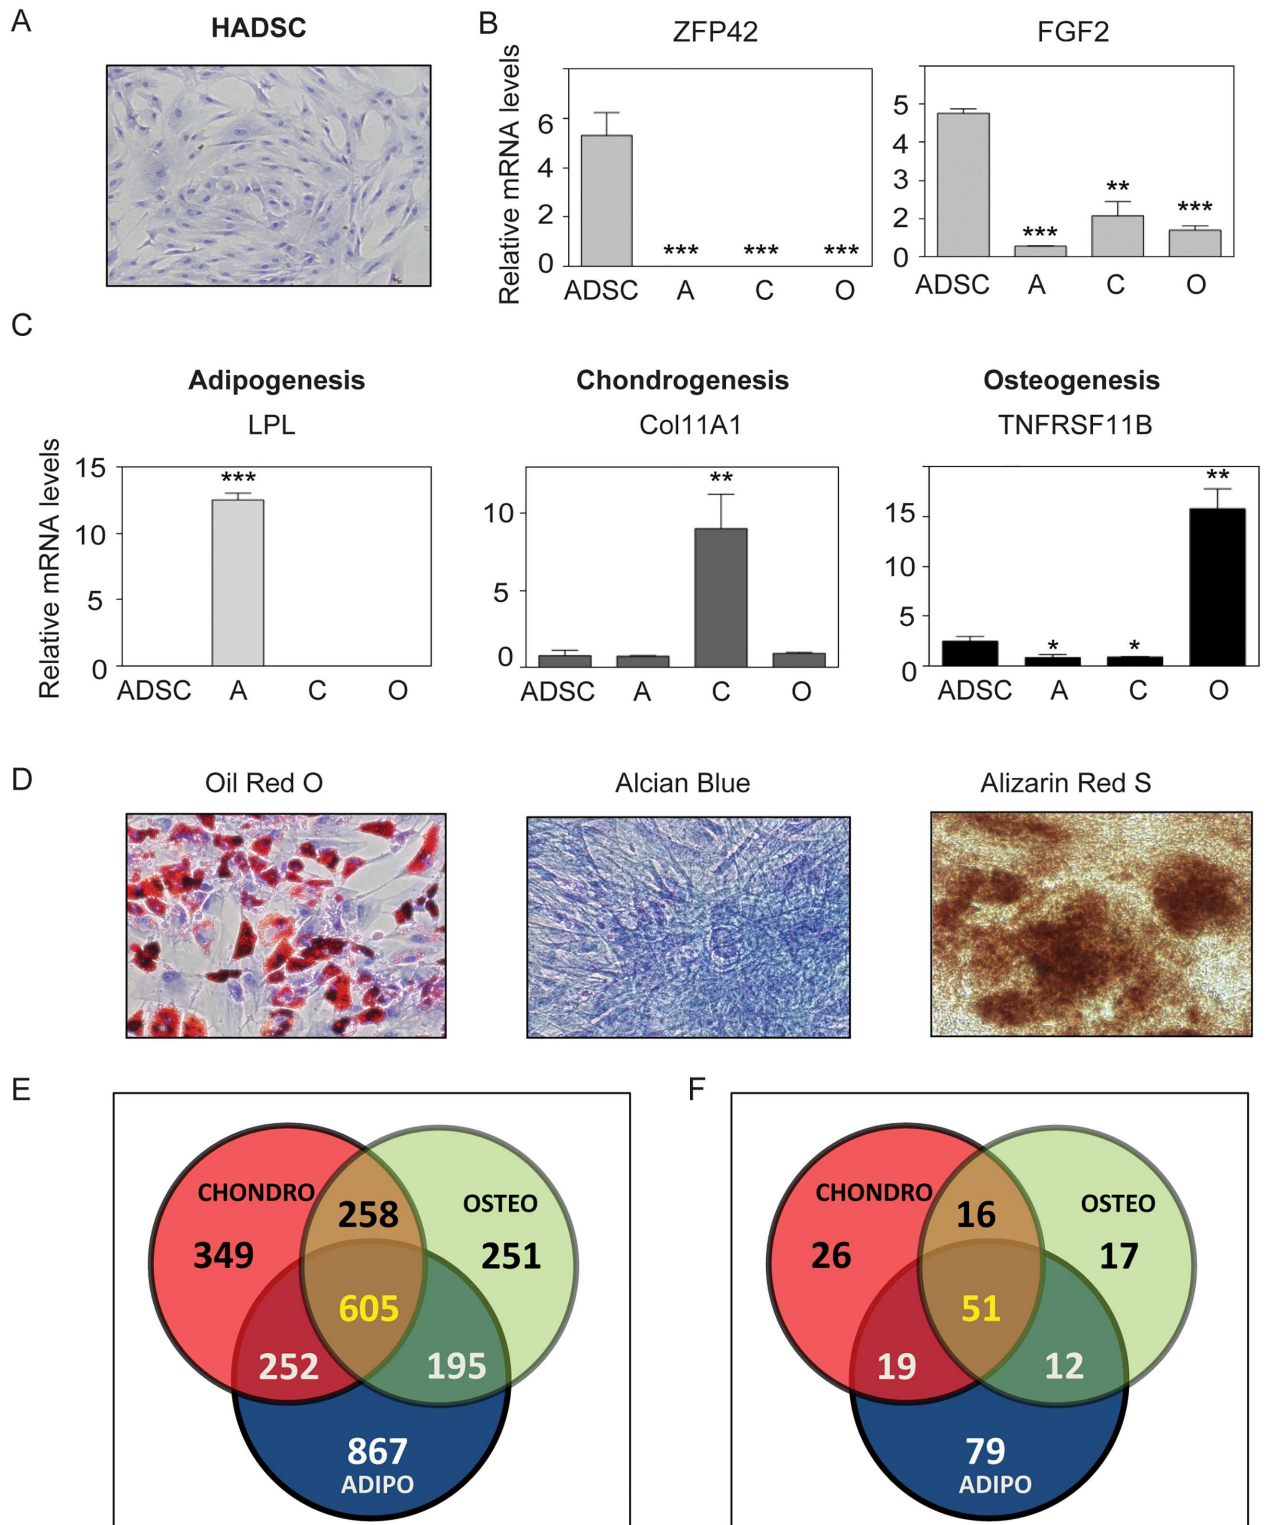 A
HADSC
B
ZFP42
FGF2
Relative mRNA levels
6
4
2
0
***
***
***
ADSC
A
C
O
5
4
3
2
0
***
**
***
ADSC
A
C
O
C
Adipogenesis
LPL
Relative mRNA levels
15
10
5
0
***
ADSC
A
C
O
Chondrogenesis
Col11A1
10
5
0
**
ADSC
A
C
O
Osteogenesis
TNFRSF11B
15
10
5
0
*
*
**
ADSC
A
C
O
D
Oil Red O
Alcian Blue
Alizarin Red S
E
CHONDRO
349
258
OSTEO
251
605
252
195
867
ADIPO
F
CHONDRO
26
16
OSTEO
17
51
19
12
79
ADIPO